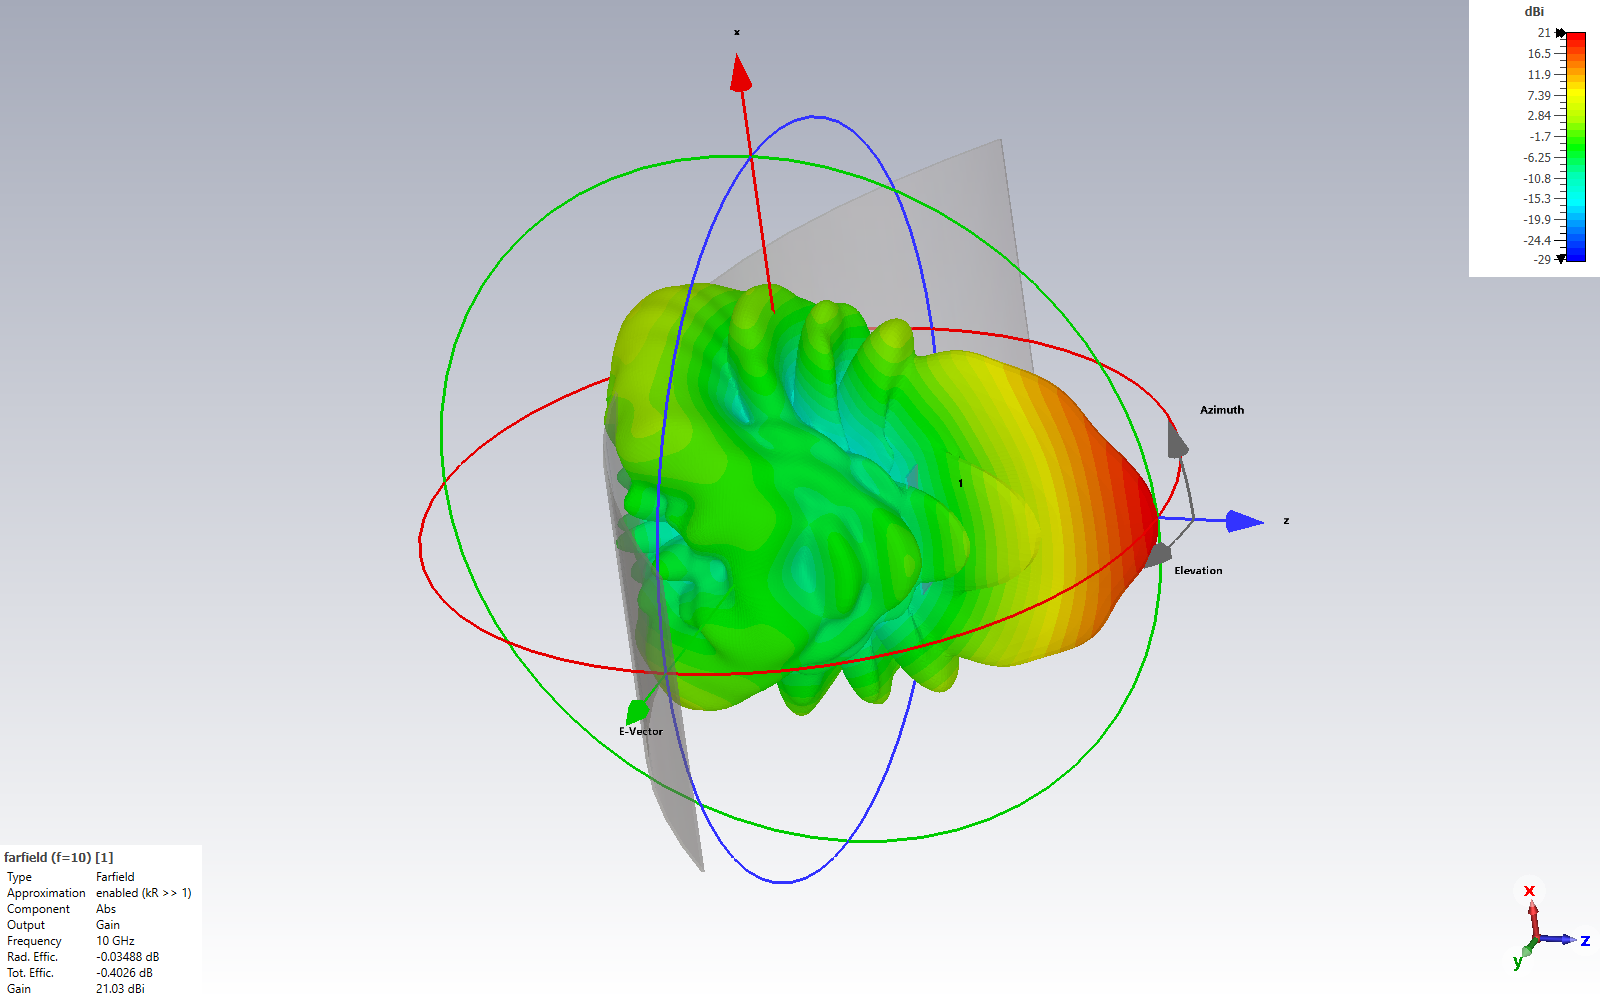 dBi
21
16.5
11.9
7.39
2.84
-1.7
-6.25
-10.8
-15.3
-19.9
-24.4
-29
x
Azimuth
1
z
Elevation
E-Vector
farfield (f=10) [1]
Type Farfield
Approximation enabled (kR >> 1)
Component Abs
Output Gain
Frequency 10 GHz
Rad. Effic. -0.03488 dB
Tot. Effic. -0.4026 dB
Gain 21.03 dBi
x
z
y